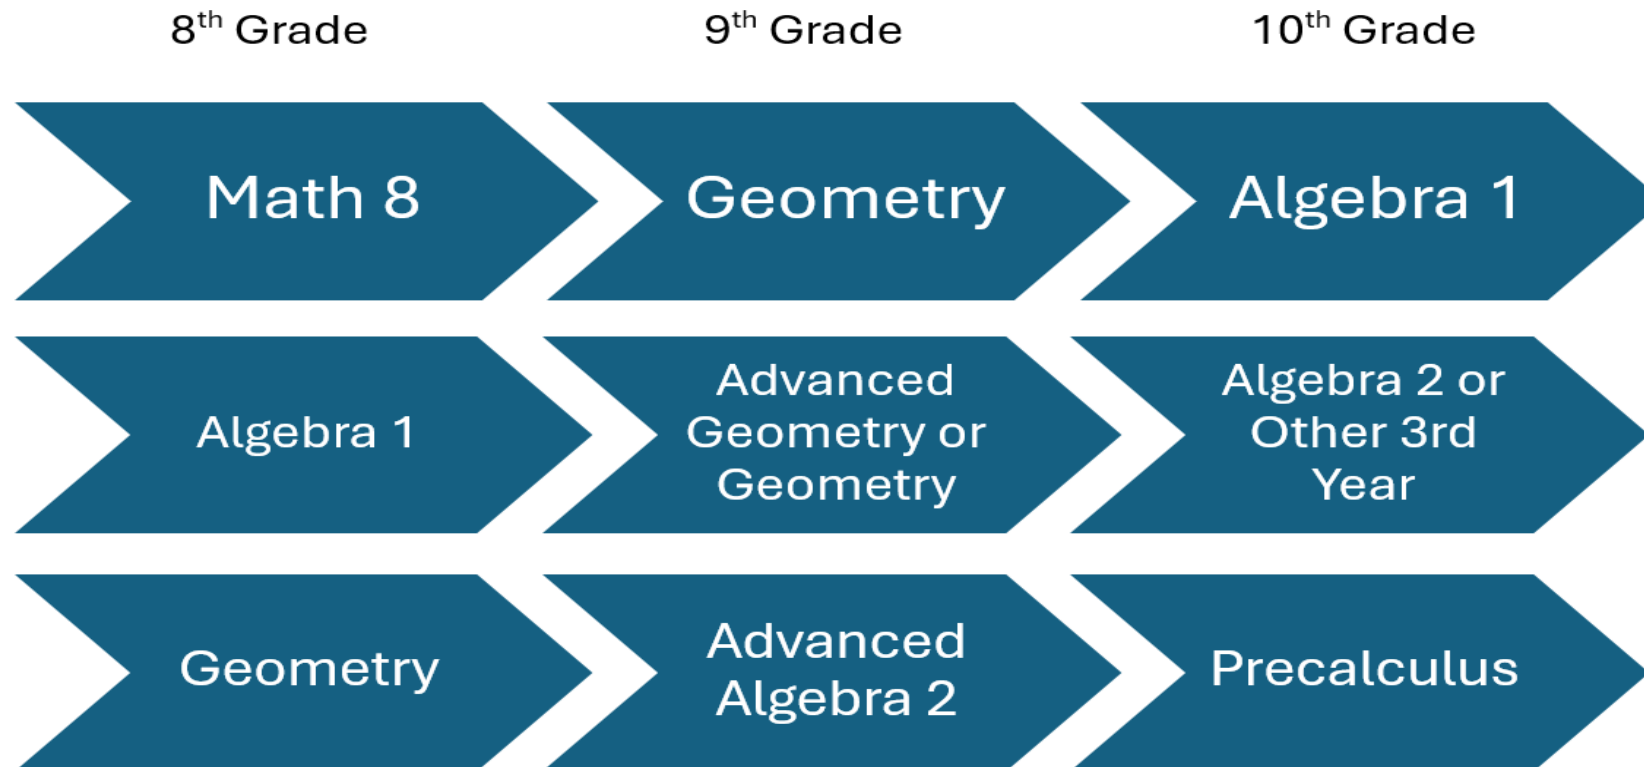 8th Grade 9th Grade 10th Grade
Math 8 Geometry Algebra 1
Algebra 1
Advanced
Geometry or
Geometry
Algebra 2 or
Other 3rd
Year
Geometry
Advanced
Algebra 2
Precalculus